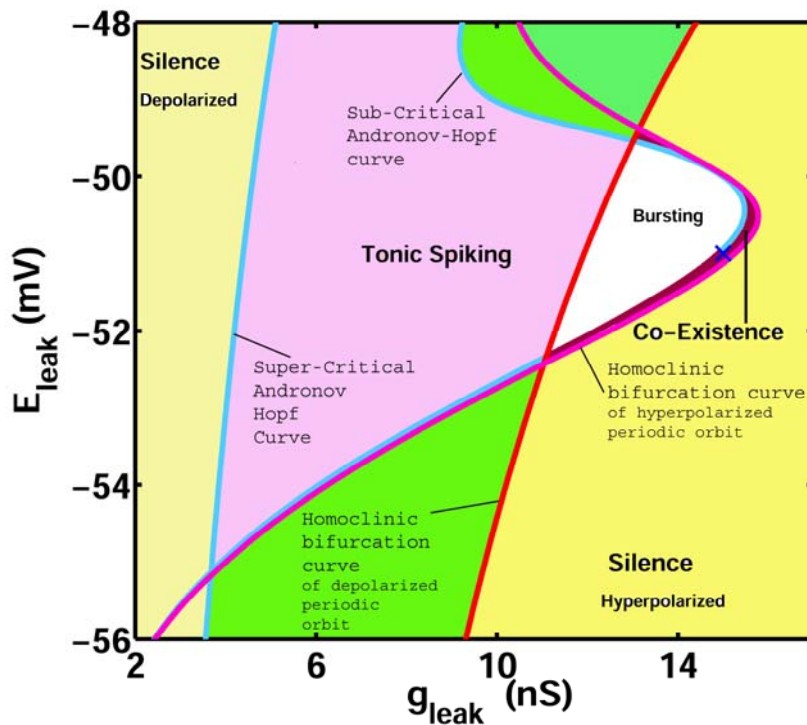 −48
−50
−52
−54
−56
E_leak (mV)
2
6
10
14
g_leak (nS)
Silence
Depolarized
Sub-Critical
Andronov-Hopf
curve
Bursting
Tonic Spiking
Co−Existence
Super-Critical
Andronov
Hopf
Curve
Homoclinic
bifurcation curve
of hyperpolarized
periodic orbit
Homoclinic
bifurcation
curve
of depolarized
periodic
orbit
Silence
Hyperpolarized